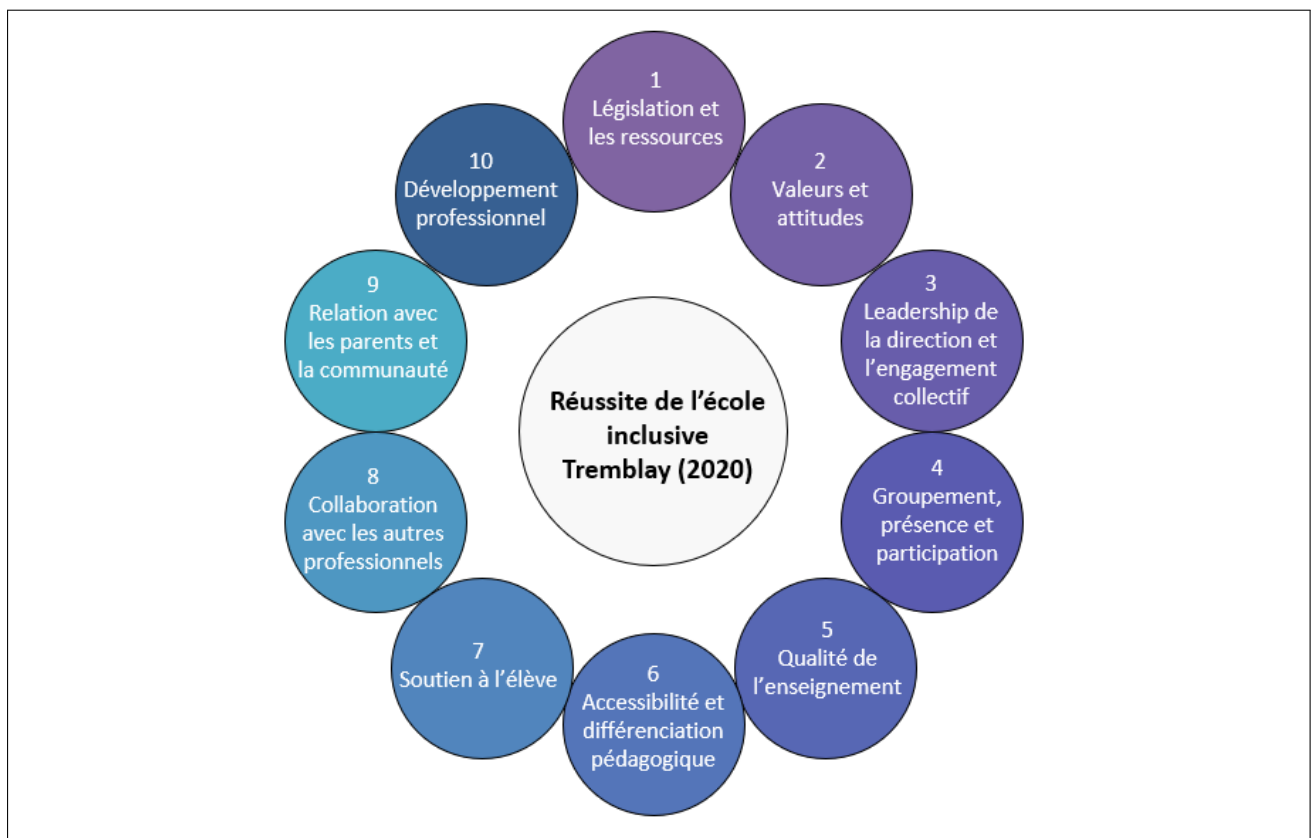 1
Législation et
les ressources
2
Valeurs et
attitudes
3
Leadership de
la direction et
l'engagement
collectif
4
Groupement,
présence et
participation
5
Qualité de
l'enseignement
6
Accessibilité et
différenciation
pédagogique
7
Soutien à l'élève
8
Collaboration
avec les autres
professionnels
9
Relation avec
les parents et
la communauté
10
Développement
professionnel
Réussite de l'école
inclusive
Tremblay (2020)